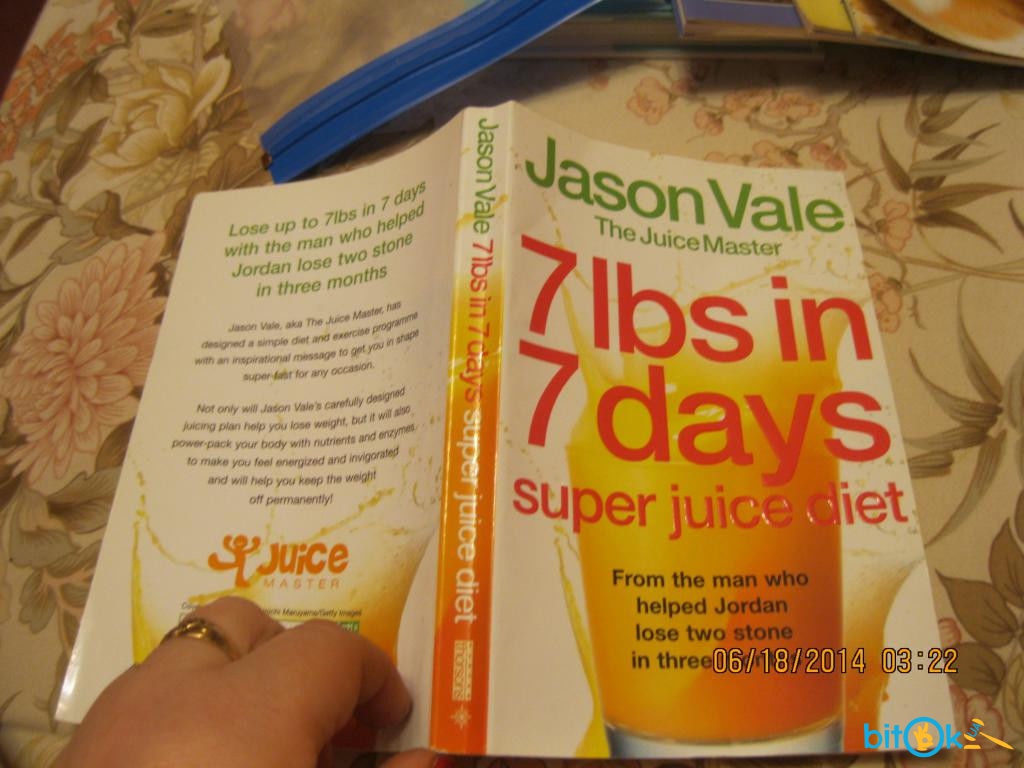 Lose up to 7lbs in 7 days
with the man who helped
Jordan lose two stone
in three months
Jason Vale, aka The Juice Master, has
designed a simple diet and exercise programme
with an inspirational message to get you in shape
super-fast for any occasion.
Not only will Jason Vale's carefully designed
juicing plan help you lose weight, but it will also
power-pack your body with nutrients and enzymes
to make you feel energized and invigorated
and will help you keep the weight
off permanently!
Juice
MASTER
Maruyama/Getty Images
Jason Vale 7lbs in 7 days super juice diet
Jason Vale
The Juice Master
7lbs in
7 days
super juice diet
From the man who
helped Jordan
lose two stone
in three
06/18/2014 03:22
bitOk